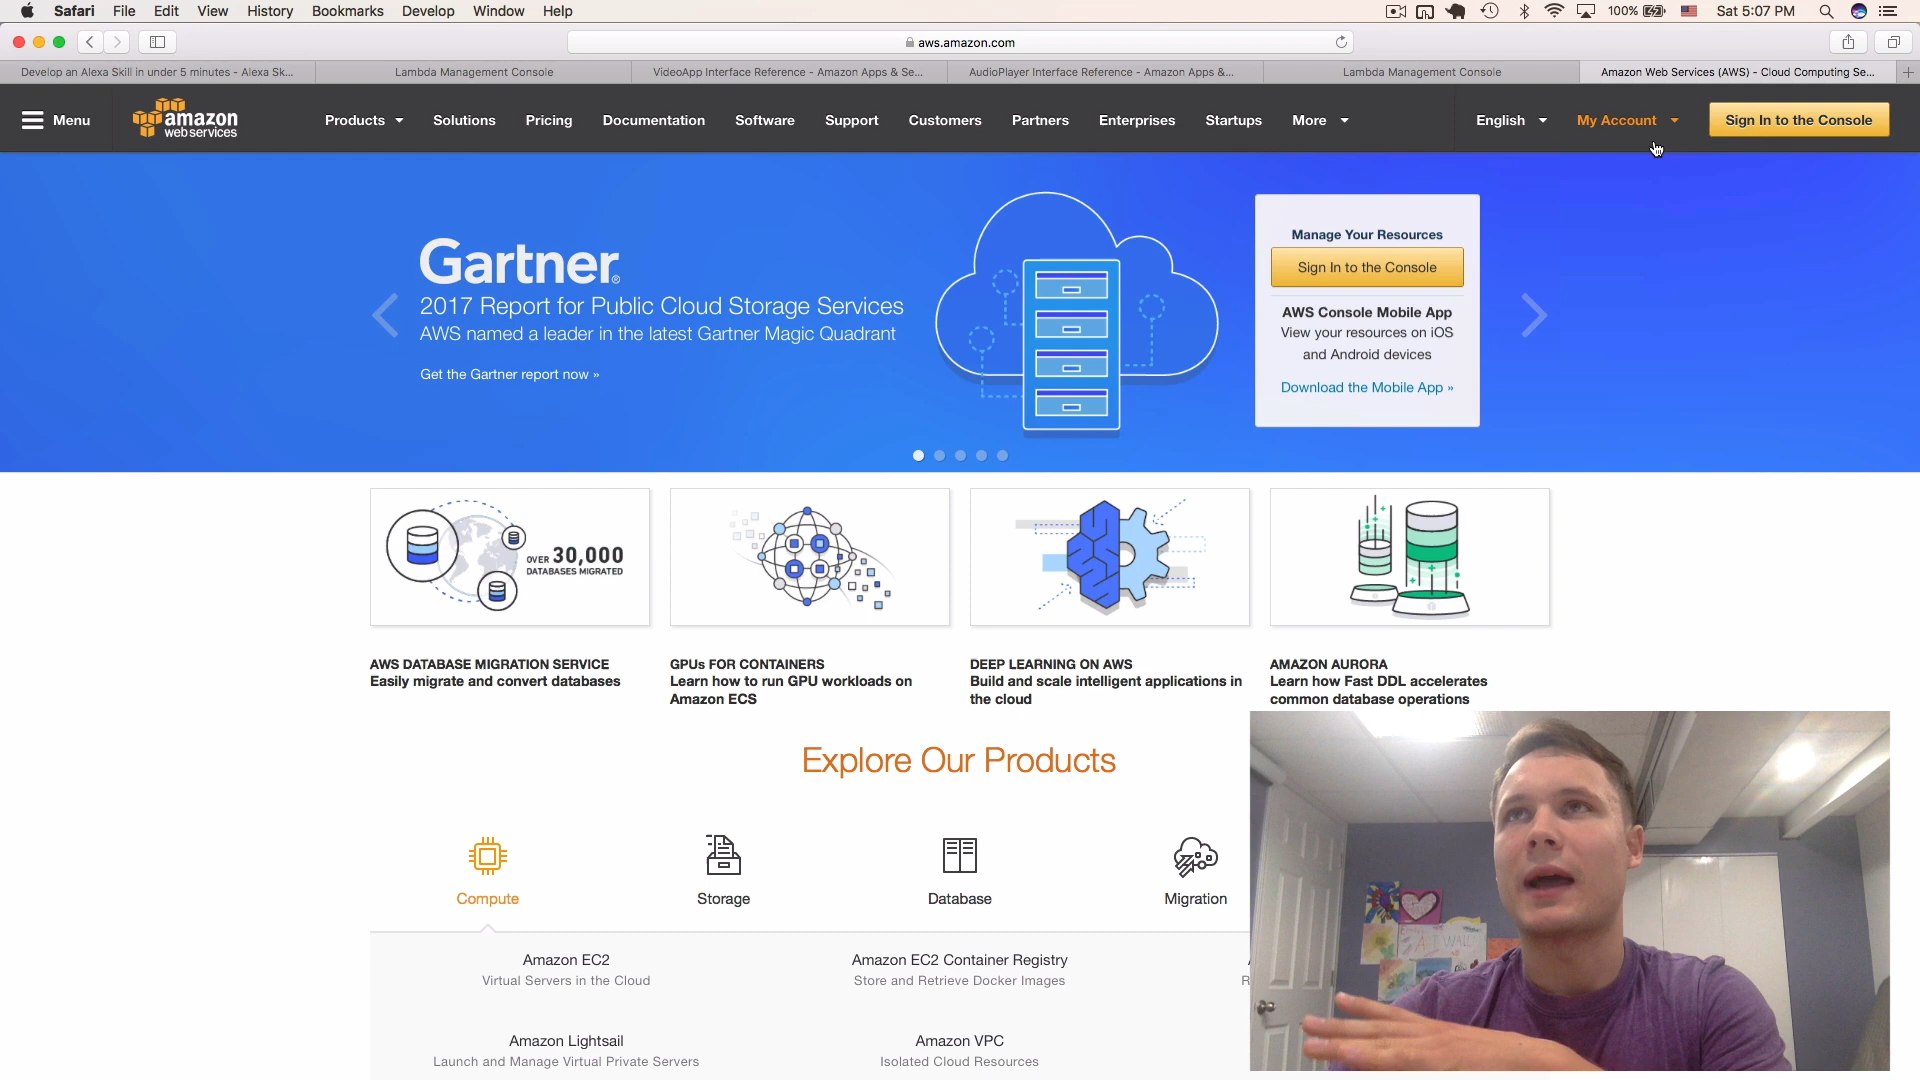 Safari File Edit View History Bookmarks Develop Window Help
100% Sat 5:07 PM
aws.amazon.com
Develop an Alexa Skill in under 5 minutes - Alexa Sk...
Lambda Management Console
VideoApp Interface Reference - Amazon Apps & Se...
AudioPlayer Interface Reference - Amazon Apps &...
Lambda Management Console
Amazon Web Services (AWS) - Cloud Computing Se...
Menu
amazon
webservices
Products Solutions Pricing Documentation Software Support Customers Partners Enterprises Startups More
English My Account Sign In to the Console
Gartner®
2017 Report for Public Cloud Storage Services
AWS named a leader in the latest Gartner Magic Quadrant
Get the Gartner report now »
Manage Your Resources
Sign In to the Console
AWS Console Mobile App
View your resources on iOS
and Android devices
Download the Mobile App »
OVER 30,000
DATABASES MIGRATED
AWS DATABASE MIGRATION SERVICE
Easily migrate and convert databases
GPUs FOR CONTAINERS
Learn how to run GPU workloads on
Amazon ECS
DEEP LEARNING ON AWS
Build and scale intelligent applications in
the cloud
AMAZON AURORA
Learn how Fast DDL accelerates
common database operations
Explore Our Products
Compute Storage Database Migration
Amazon EC2
Virtual Servers in the Cloud
Amazon EC2 Container Registry
Store and Retrieve Docker Images
Amazon Lightsail
Launch and Manage Virtual Private Servers
Amazon VPC
Isolated Cloud Resources